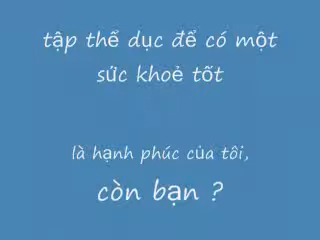 tập thể dục để có một
sức khoẻ tốt
là hạnh phúc của tôi,
còn bạn ?